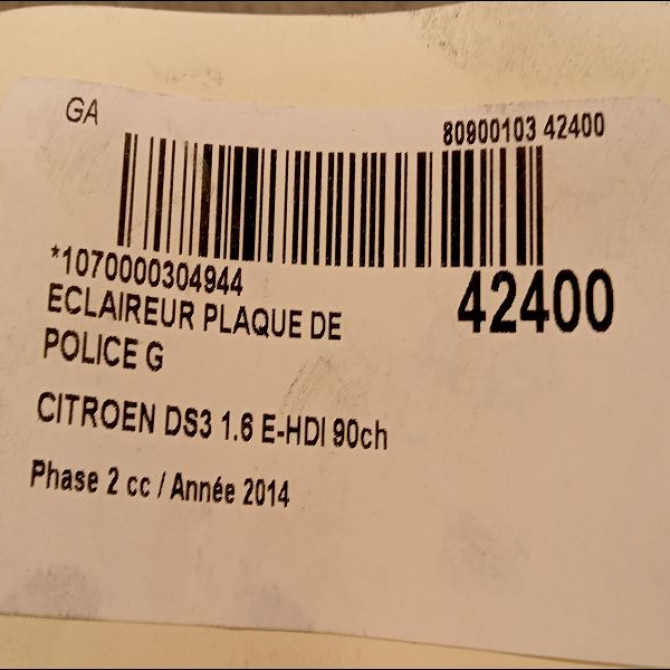 GA
80900103 42400
*1070000304944
42400
ECLAIREUR PLAQUE DE
POLICE G
CITROEN DS3 1.6 E-HDI 90ch
Phase 2 cc / Année 2014